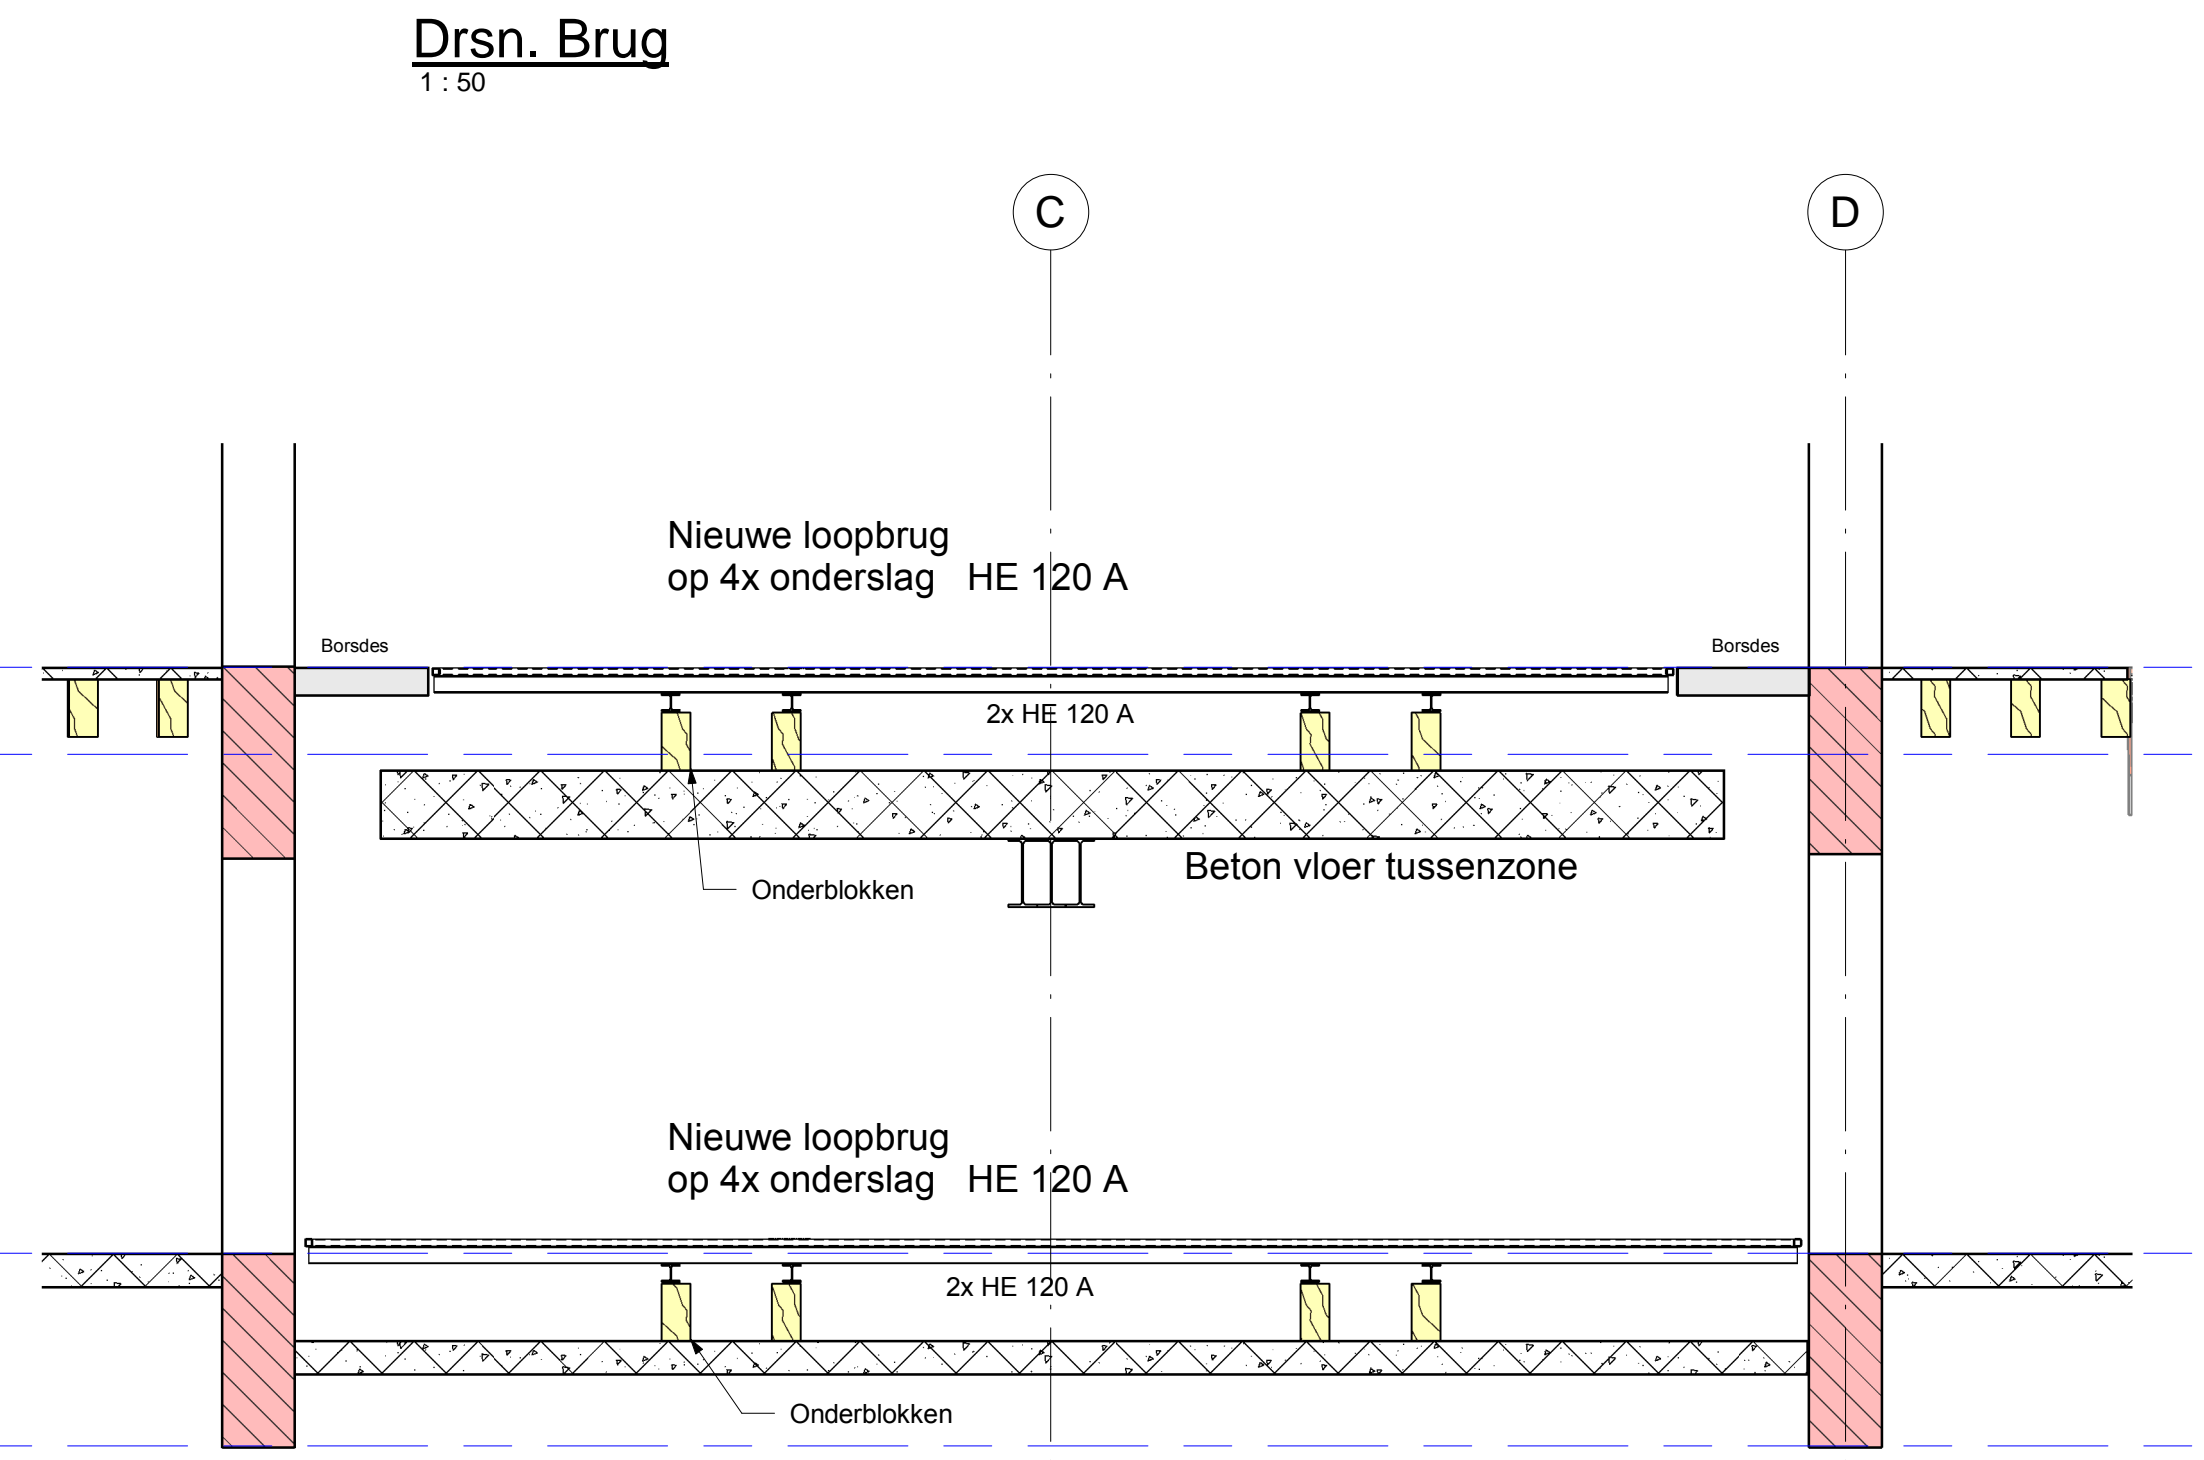 Drsn. Brug
1 : 50
C
D
Nieuwe loopbrug
op 4x onderslag HE 120 A
Borsdes
Borsdes
2x HE 120 A
Beton vloer tussenzone
Onderblokken
Nieuwe loopbrug
op 4x onderslag HE 120 A
2x HE 120 A
Onderblokken